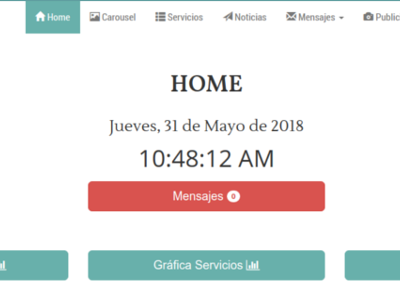 Home Carousel Servicios Noticias Mensajes Public
HOME
Jueves, 31 de Mayo de 2018
10:48:12 AM
Mensajes 0
Gráfica Servicios